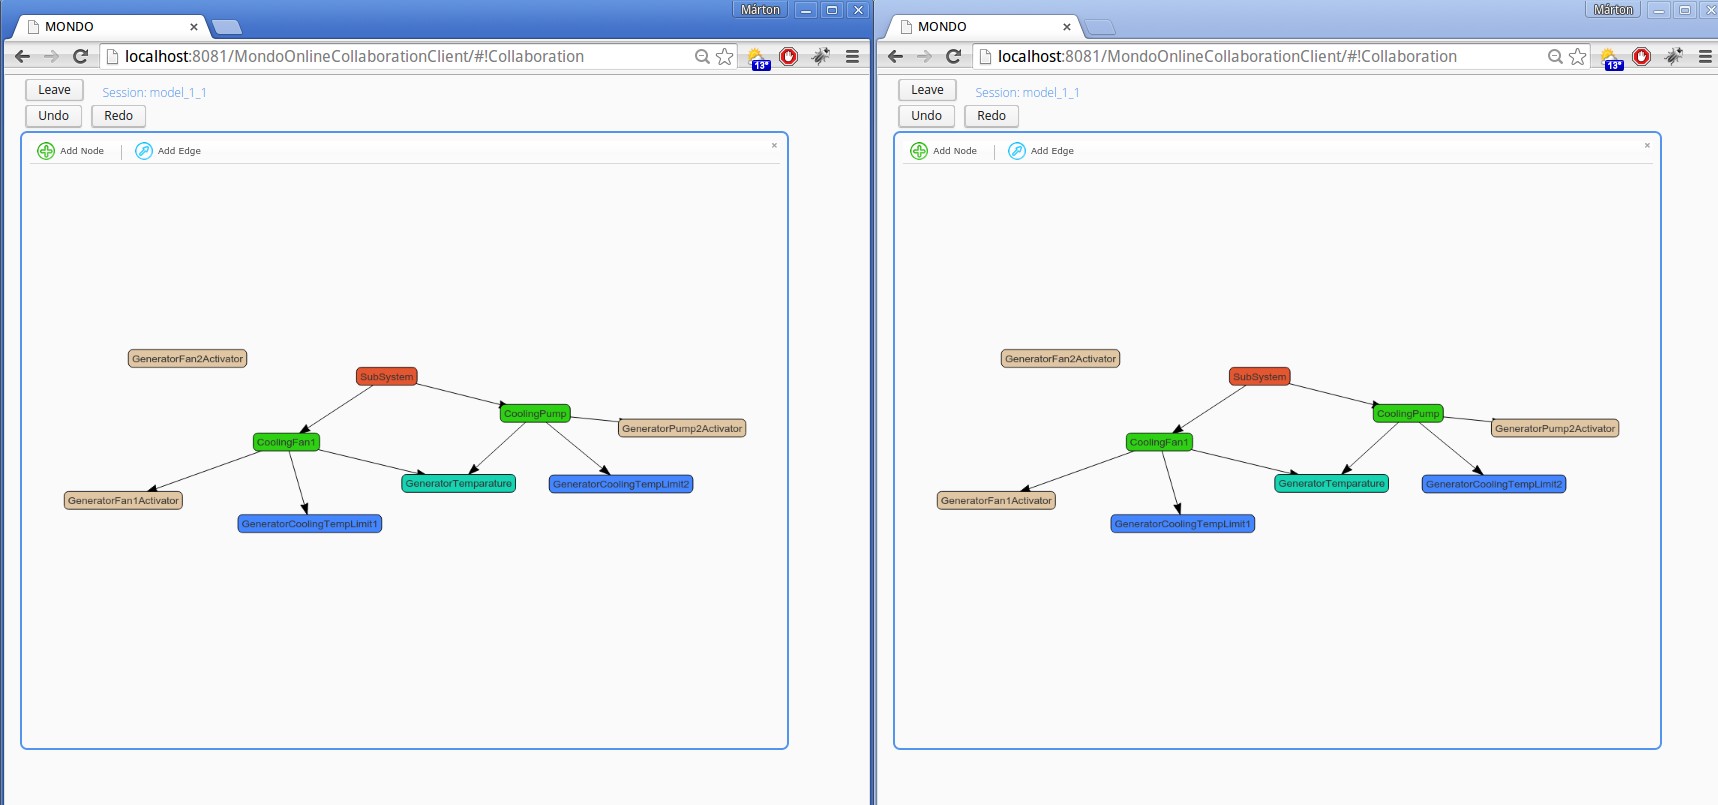 Márton
MONDO
localhost:8081/MondoOnlineCollaborationClient/#!Collaboration
13°
Leave
Session: model_1_1
Undo
Redo
Add Node
Add Edge
GeneratorFan2Activator
SubSystem
CoolingPump
GeneratorPump2Activator
CoolingFan1
GeneratorTemparature
GeneratorCoolingTempLimit2
GeneratorFan1Activator
GeneratorCoolingTempLimit1
Márton
MONDO
localhost:8081/MondoOnlineCollaborationClient/#!Collaboration
13°
Leave
Session: model_1_1
Undo
Redo
Add Node
Add Edge
GeneratorFan2Activator
SubSystem
CoolingPump
GeneratorPump2Activator
CoolingFan1
GeneratorTemparature
GeneratorCoolingTempLimit2
GeneratorFan1Activator
GeneratorCoolingTempLimit1